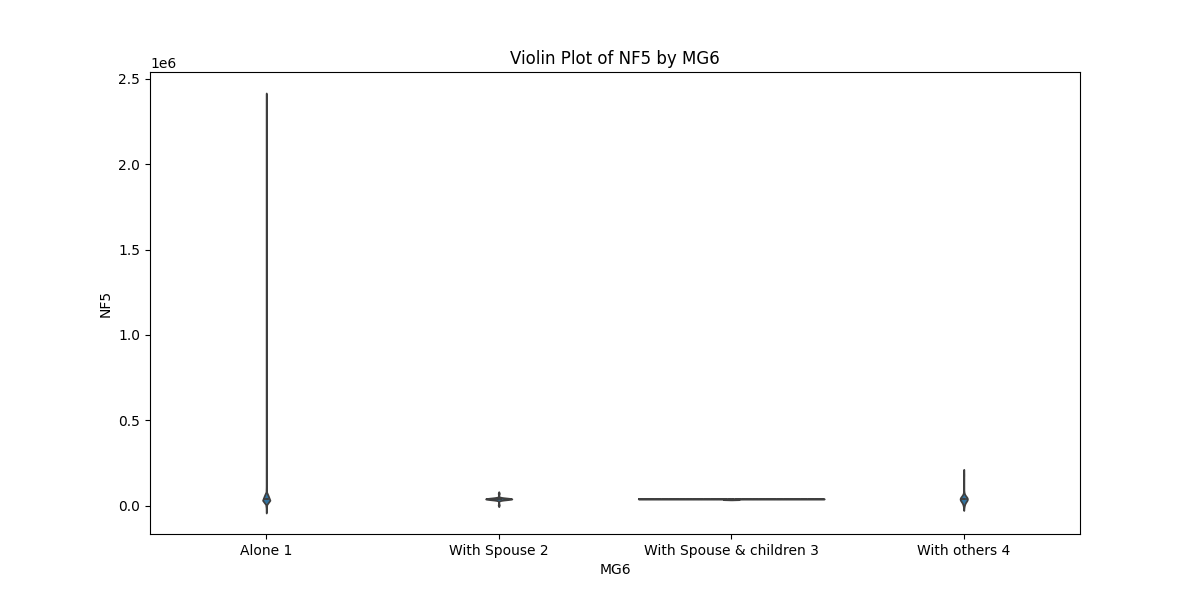 Violin Plot of NF5 by MG6
1e6
2.5
2.0
1.5
1.0
0.5
0.0
NF5
Alone 1
With Spouse 2
With Spouse & children 3
With others 4
MG6